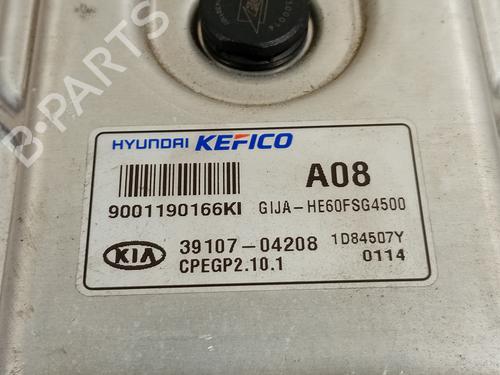 HYUNDAI KEFICO
A08
9001190166KI
GIJA-HE60FSG4500
KIA
39107-04208
1D84507Y
CPEGP2.10.1
0114
B-PARTS